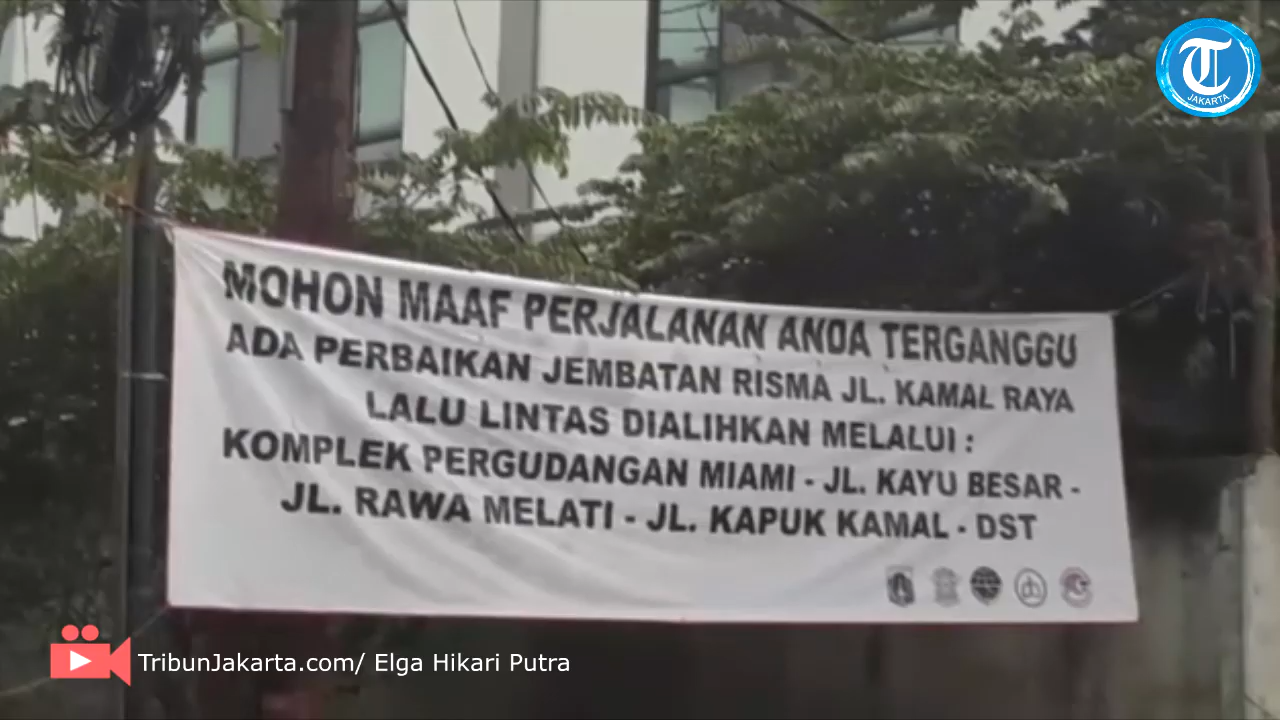 T
JAKARTA
MOHON MAAF PERJALANAN ANDA TERGANGGU
ADA PERBAIKAN JEMBATAN RISMA JL. KAMAL RAYA
LALU LINTAS DIALIHKAN MELALUI :
KOMPLEK PERGUDANGAN MIAMI - JL. KAYU BESAR -
JL. RAWA MELATI - JL. KAPUK KAMAL - DST
TribunJakarta.com/ Elga Hikari Putra